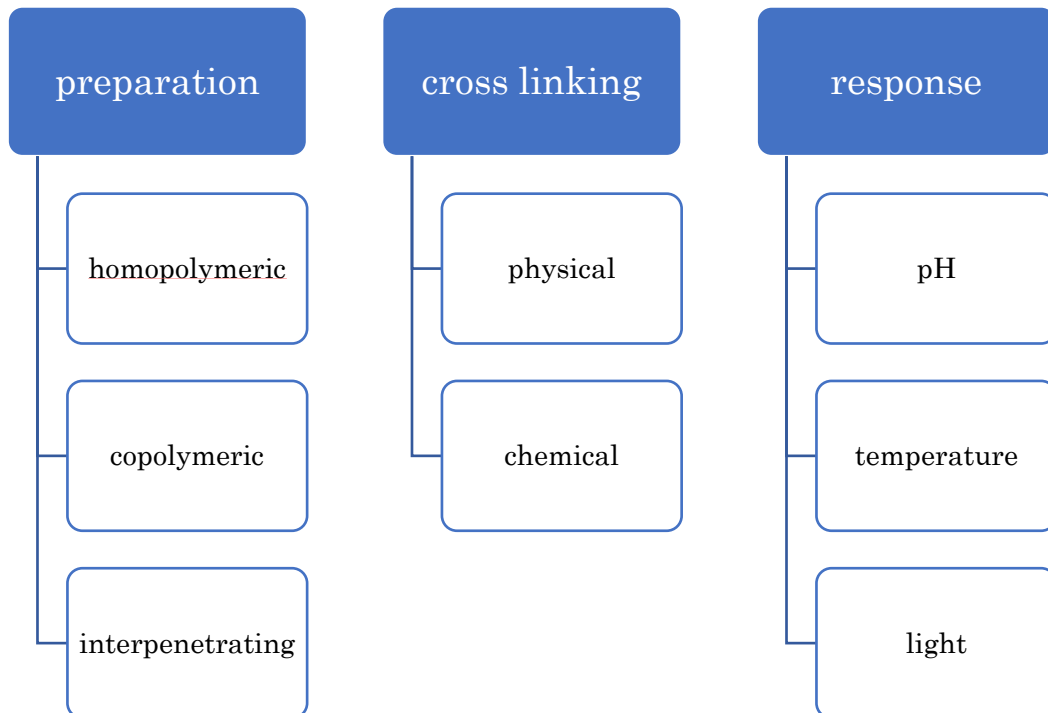 preparation
homopolymeric
copolymeric
interpenetrating
cross linking
physical
chemical
response
pH
temperature
light